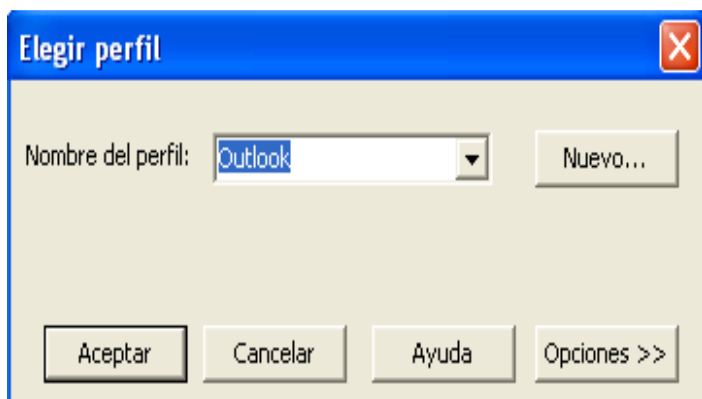 Elegir perfil
Nombre del perfil: Outlook Nuevo...
Aceptar Cancelar Ayuda Opciones >>